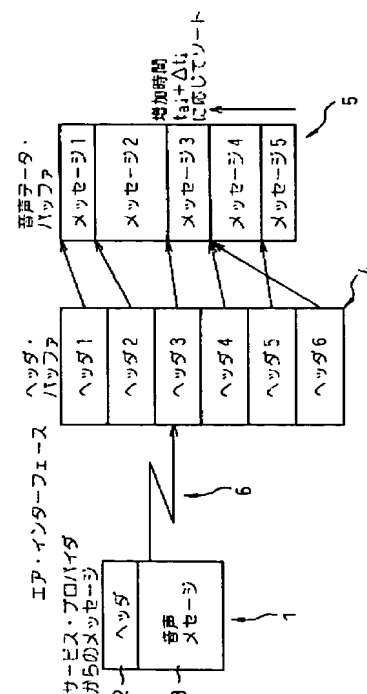 サービス・プロバイダ
からのメッセージ
エア・インターフェース
ヘッダ・
バッファ
音声データ・
バッファ
2
ヘッダ
3
音声
メッセージ
1
6
ヘッダ1
ヘッダ2
ヘッダ3
ヘッダ4
ヘッダ5
ヘッダ6
4
メッセージ1
メッセージ2
メッセージ3
メッセージ4
メッセージ5
増加時間
tai+Δti
に応じてソート
5